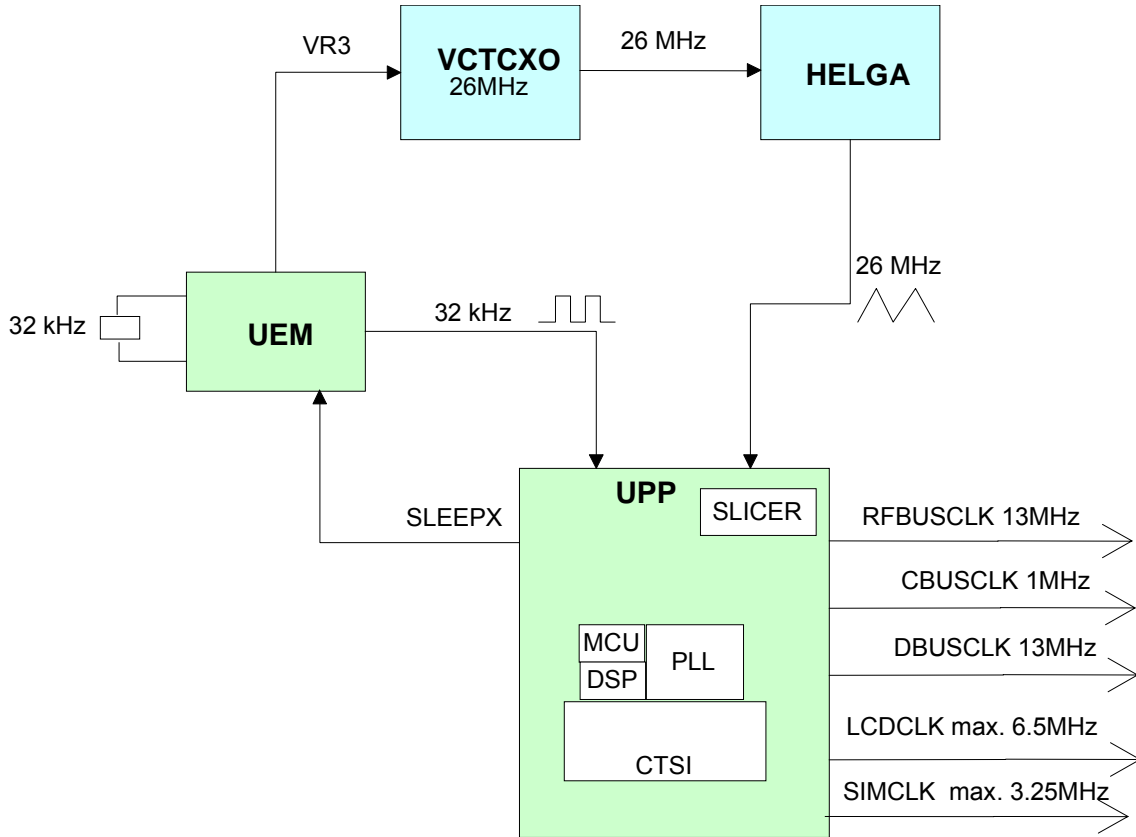 VR3
VCTCXO
26MHz
26 MHz
HELGA
26 MHz
32 kHz
UEM
32 kHz
SLEEPX
UPP
SLICER
RFBUSCLK 13MHz
CBUSCLK 1MHz
MCU
PLL
DSP
DBUSCLK 13MHz
LCDCLK max. 6.5MHz
CTSI
SIMCLK  max. 3.25MHz